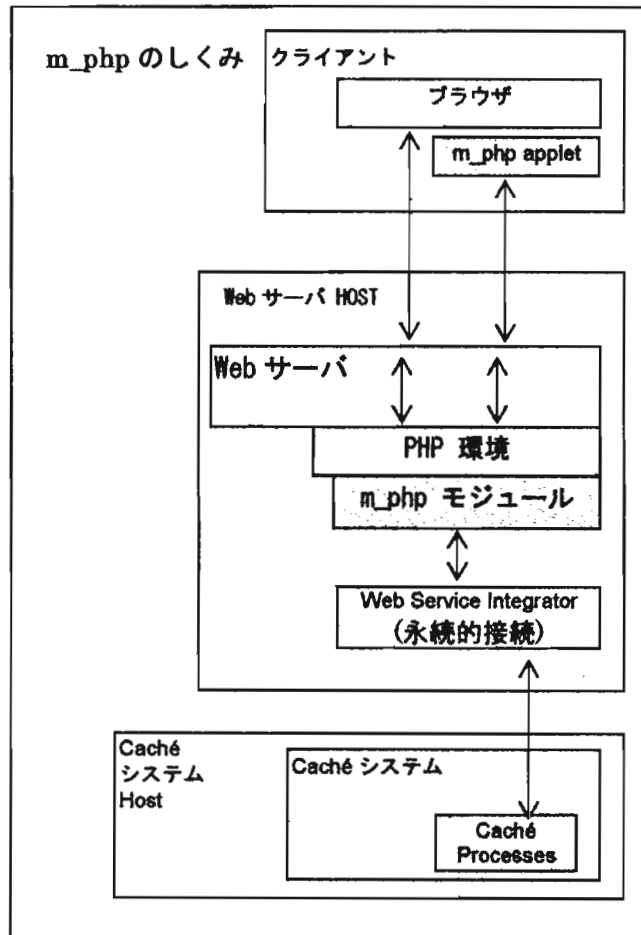 m_php のしくみ
クライアント
ブラウザ
m_php applet
Web サーバ HOST
Web サーバ
PHP 環境
m_php モジュール
Web Service Integrator
(永続的接続)
Caché
システム
Host
Caché システム
Caché
Processes